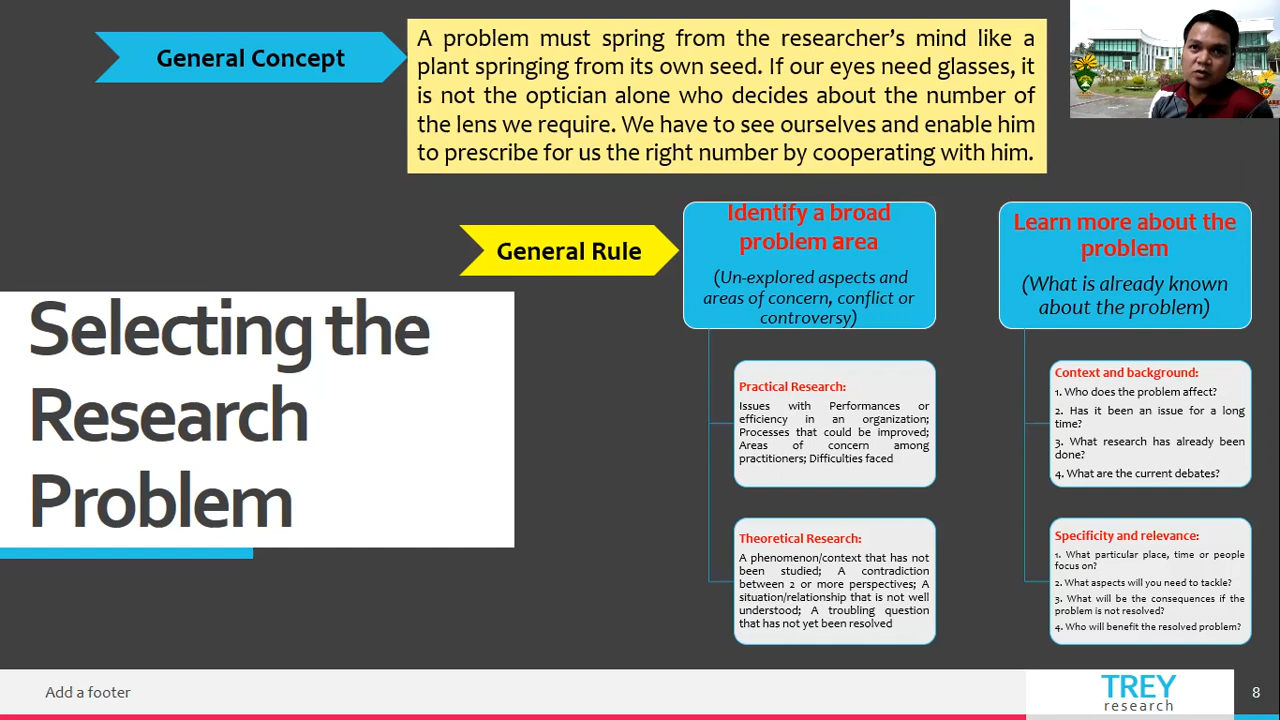 General Concept
A problem must spring from the researcher's mind like a
plant springing from its own seed. If our eyes need glasses, it
is not the optician alone who decides about the number of
the lens we require. We have to see ourselves and enable him
to prescribe for us the right number by cooperating with him.
General Rule
Identify a broad
problem area
(Un-explored aspects and
areas of concern, conflict or
controversy)
Practical Research:
Issues with Performances or
efficiency in an organization;
Processes that could be improved;
Areas of concern among
practitioners; Difficulties faced
Theoretical Research:
A phenomenon/context that has not
been studied; A contradiction
between 2 or more perspectives; A
situation/relationship that is not well
understood; A troubling question
that has not yet been resolved
Learn more about the
problem
(What is already known
about the problem)
Context and background:
1. Who does the problem affect?
2. Has it been an issue for a long
time?
3. What research has already been
done?
4. What are the current debates?
Specificity and relevance:
1. What particular place, time or people
focus on?
2. What aspects will you need to tackle?
3. What will be the consequences if the
problem is not resolved?
4. Who will benefit the resolved problem?
Selecting the
Research
Problem
Add a footer
TREY
research
8